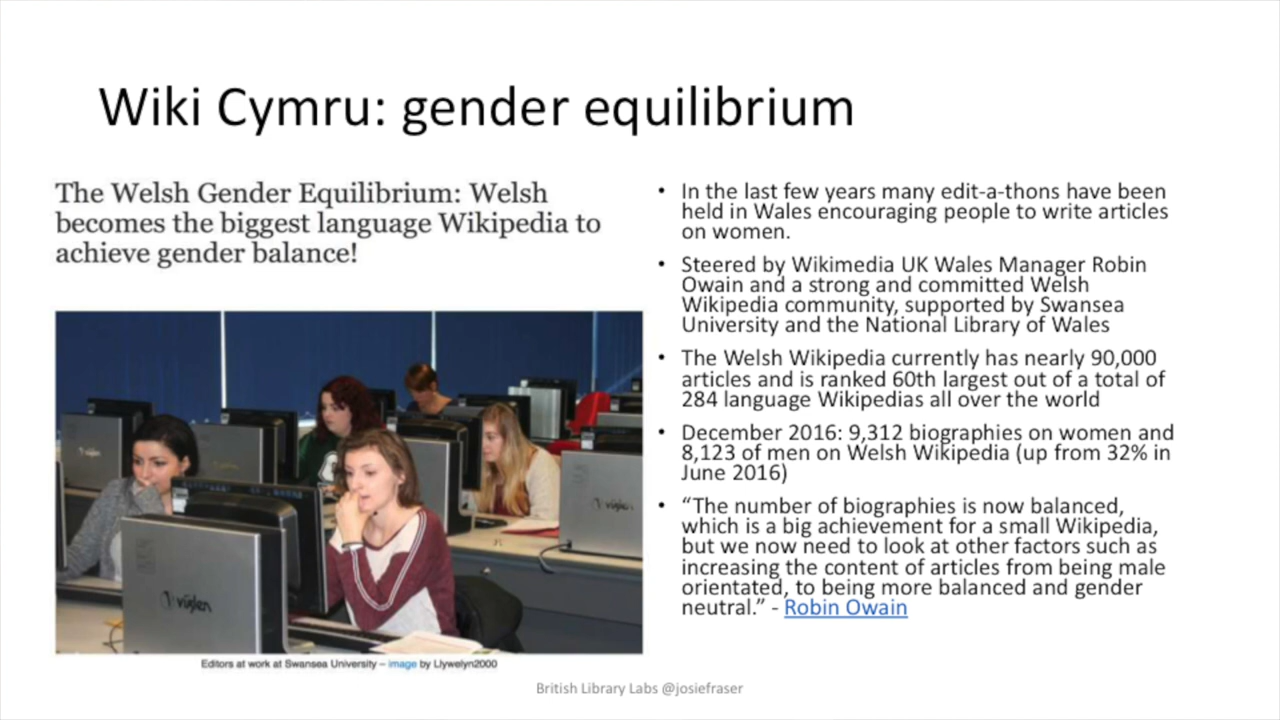 Wiki Cymru: gender equilibrium
The Welsh Gender Equilibrium: Welsh
becomes the biggest language Wikipedia to
achieve gender balance!
viglen
viglen
viglen
Editors at work at Swansea University – image by Llywelyn2000
• In the last few years many edit-a-thons have been
held in Wales encouraging people to write articles
on women.
• Steered by Wikimedia UK Wales Manager Robin
Owain and a strong and committed Welsh
Wikipedia community, supported by Swansea
University and the National Library of Wales
• The Welsh Wikipedia currently has nearly 90,000
articles and is ranked 60th largest out of a total of
284 language Wikipedias all over the world
• December 2016: 9,312 biographies on women and
8,123 of men on Welsh Wikipedia (up from 32% in
June 2016)
• “The number of biographies is now balanced,
which is a big achievement for a small Wikipedia,
but we now need to look at other factors such as
increasing the content of articles from being male
orientated, to being more balanced and gender
neutral.” - Robin Owain
British Library Labs @josiefraser